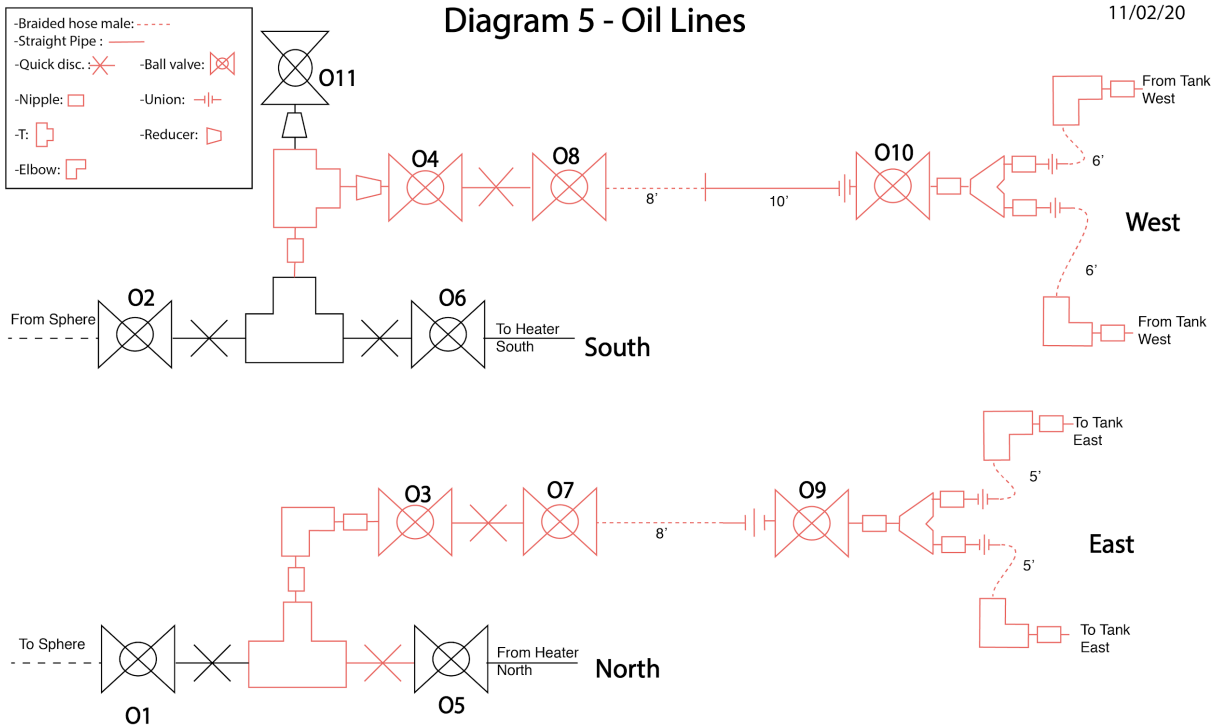 Diagram 5 - Oil Lines
11/02/20
-Braided hose male:
-Straight Pipe :
-Quick disc. :
-Ball valve:
-Nipple:
-Union:
-T:
-Reducer:
-Elbow:
O11
O4
O8
8’
10’
O10
From Tank
West
6’
West
6’
From Tank
West
From Sphere
O2
O6
To Heater
South
South
To Tank
East
5’
O3
O7
8’
O9
East
5’
To Tank
East
To Sphere
O1
O5
From Heater
North
North